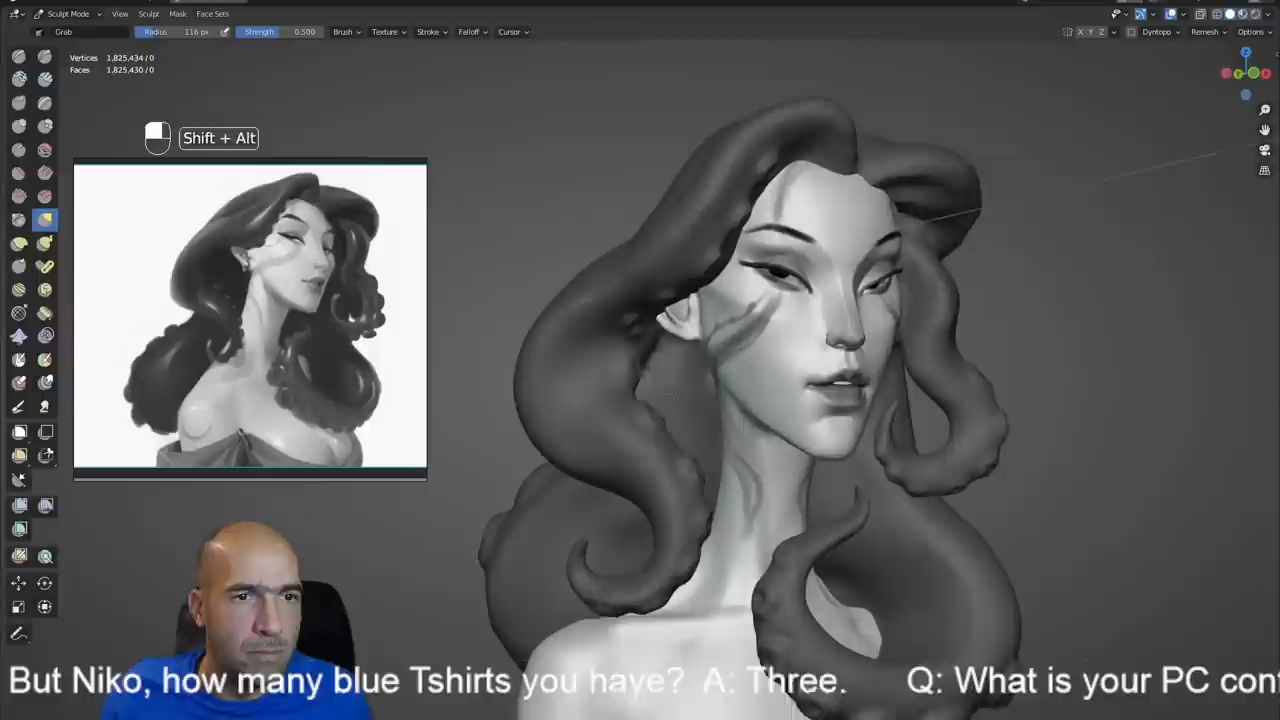 Sculpt Mode View Sculpt Mask Face Sets
Grab Radius 116 px Strength 0.500 Brush Texture Stroke Falloff Cursor X Y Z Dyntopo Remesh Options
Vertices 1,825,434 / 0
Faces 1,825,430 / 0
Shift + Alt
Z
Y X
But Niko, how many blue Tshirts you have? A: Three. Q: What is your PC conf